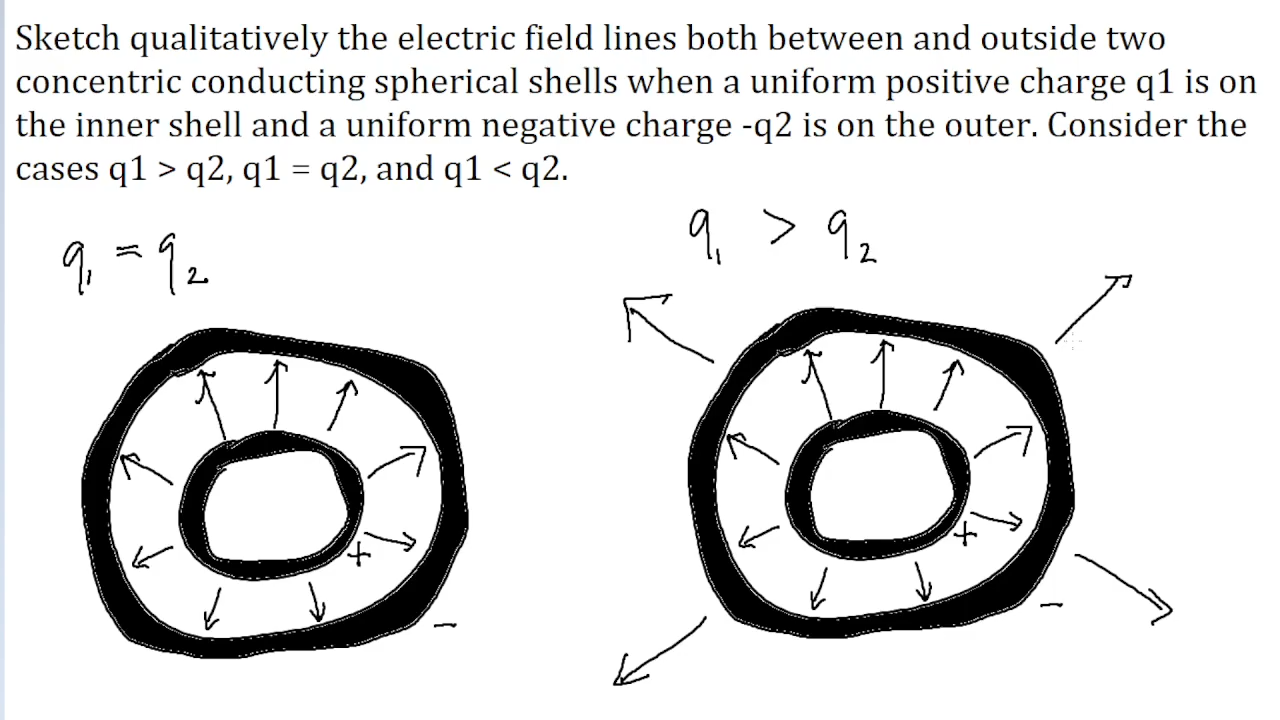 Sketch qualitatively the electric field lines both between and outside two
concentric conducting spherical shells when a uniform positive charge q1 is on
the inner shell and a uniform negative charge -q2 is on the outer. Consider the
cases q1 > q2, q1 = q2, and q1 < q2.
q₁ = q₂
q₁ > q₂
+
−
+
−